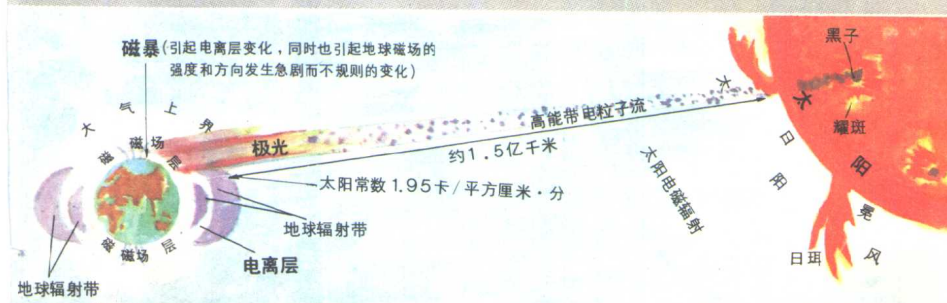 磁暴(引起电离层变化，同时也引起地球磁场的
强度和方向发生急剧而不规则的变化)
大气上界
磁场层
极光
高能带电粒子流
约1.5亿千米
太阳常数1.95卡/平方厘米·分
地球辐射带
电离层
磁磁场层
地球辐射带
太阳电磁辐射
黑子
耀斑
太阳
太阳风
日冕
日珥